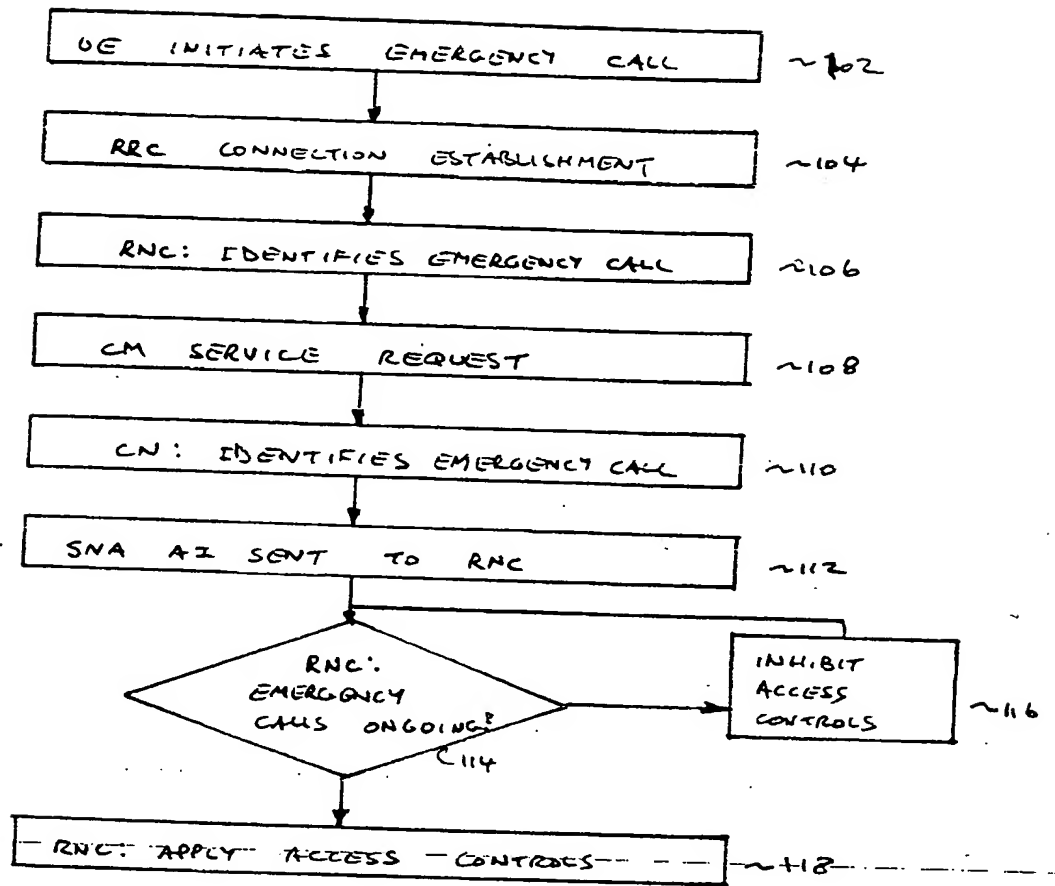 UE INITIATES EMERGENCY CALL ~102
RRC CONNECTION ESTABLISHMENT ~104
RNC: IDENTIFIES EMERGENCY CALL ~106
CM SERVICE REQUEST ~108
CN: IDENTIFIES EMERGENCY CALL ~110
SNA AI SENT TO RNC ~112
RNC:
EMERGENCY
CALLS ONGOING?
114
INHIBIT
ACCESS
CONTROLS
~116
RNC: APPLY ACCESS CONTROLS ~118